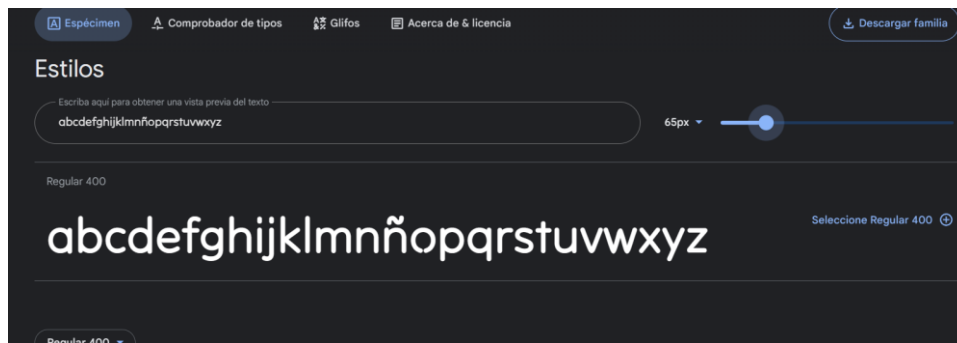 Espécimen Comprobador de tipos Glifos Acerca de & licencia Descargar familia
Estilos
Escriba aquí para obtener una vista previa del texto
abcdefghijklmnñopqrstuvwxyz 65px
Regular 400
abcdefghijklmnñopqrstuvwxyz Seleccione Regular 400
Regular 400